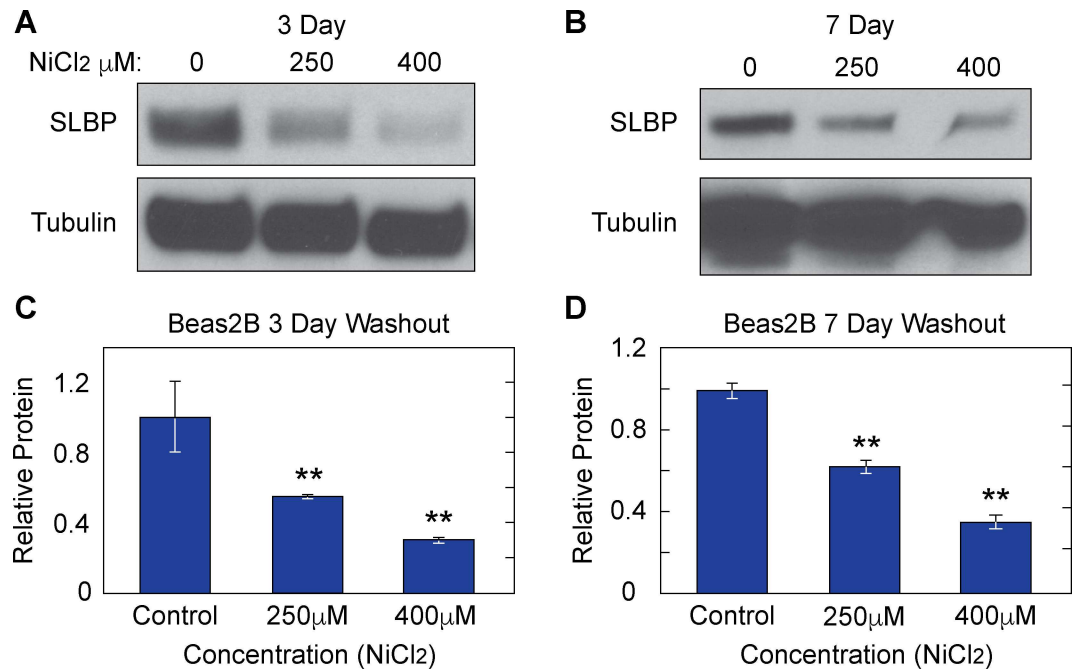 A
3 Day
NiCl2 μM: 0 250 400
SLBP
Tubulin
B
7 Day
0 250 400
SLBP
Tubulin
C
Beas2B 3 Day Washout
Relative Protein
1.2
0.8
0.4
0
** **
Control 250μM 400μM
Concentration (NiCl2)
D
Beas2B 7 Day Washout
Relative Protein
1.2
0.8
0.4
0
** **
Control 250μM 400μM
Concentration (NiCl2)